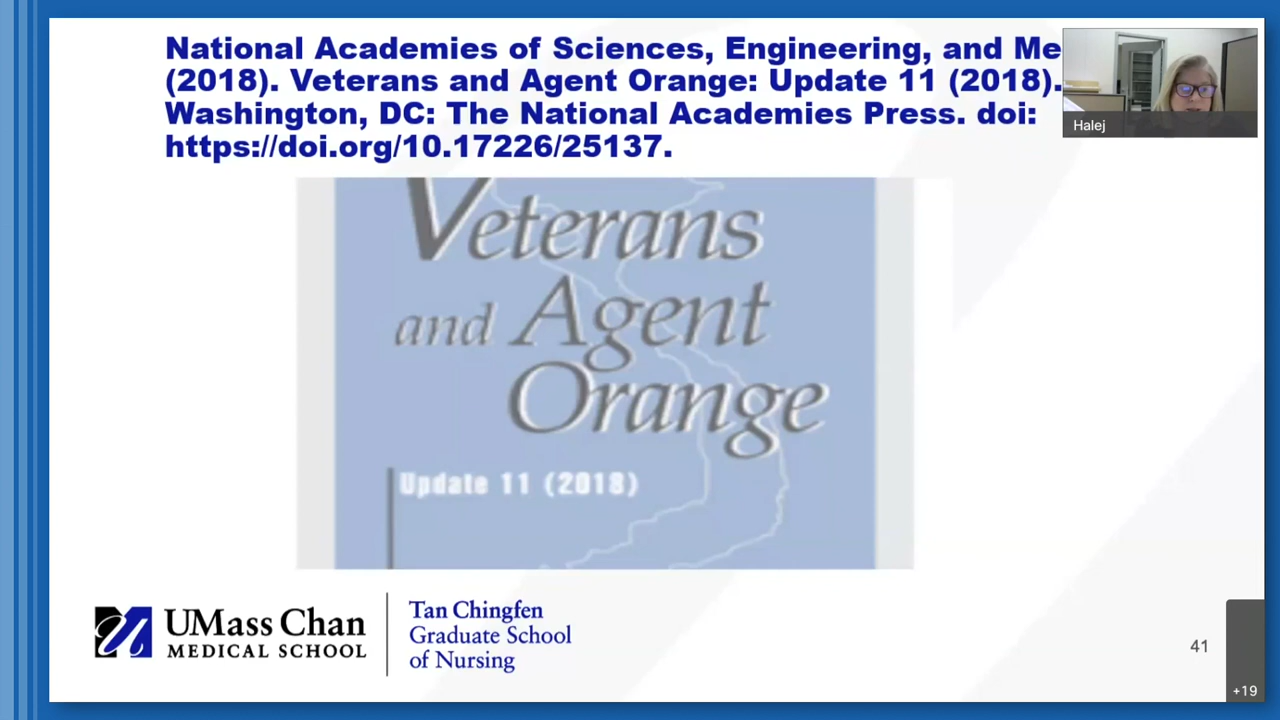 National Academies of Sciences, Engineering, and Me
(2018). Veterans and Agent Orange: Update 11 (2018).
Washington, DC: The National Academies Press. doi:
https://doi.org/10.17226/25137.
Halej
Veterans
and Agent
Orange
Update 11 (2018)
UMass Chan
MEDICAL SCHOOL
Tan Chingfen
Graduate School
of Nursing
41
+19